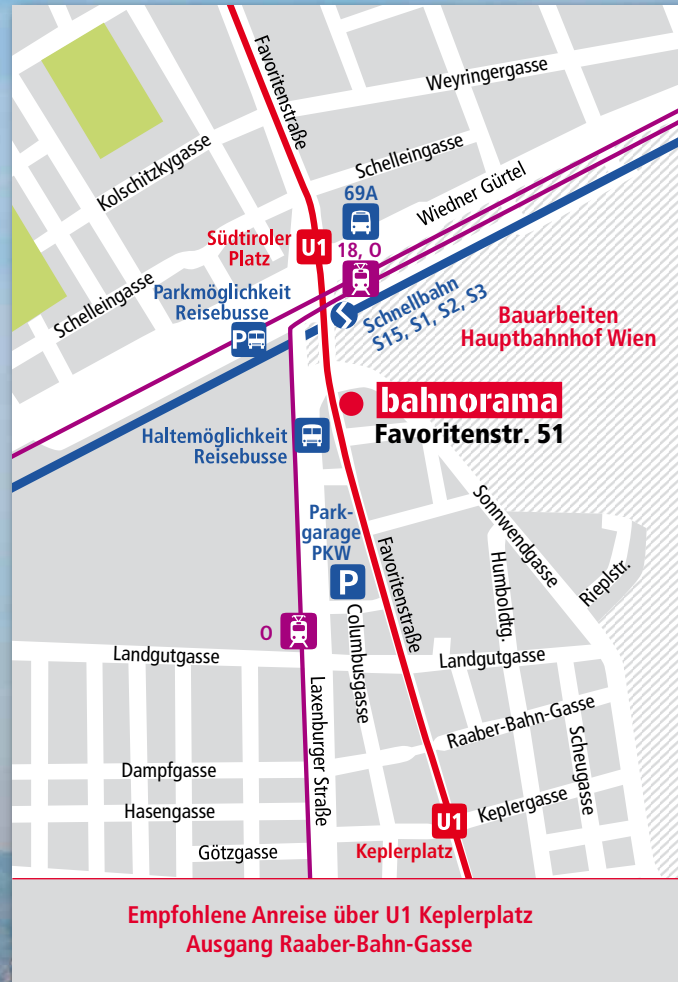 Favoritenstraße
Weyringergasse
Kolschitzkygasse
Schelleingasse
69A
Wiedner Gürtel
Südtiroler
Platz
U1
18, O
Schelleingasse
Parkmöglichkeit
Reisebusse
P
Schnellbahn
S15, S1, S2, S3
Bauarbeiten
Hauptbahnhof Wien
bahnorama
Favoritenstr. 51
Haltemöglichkeit
Reisebusse
Sonnwendgasse
Park-
garage
PKW
P
Favoritenstraße
Humboldtg.
Rieplstr.
O
Columbusgasse
Landgutgasse
Landgutgasse
Laxenburger Straße
Raaber-Bahn-Gasse
Scheugasse
Dampfgasse
Hasengasse
Keplergasse
U1
Götzgasse
Keplerplatz
Empfohlene Anreise über U1 Keplerplatz
Ausgang Raaber-Bahn-Gasse